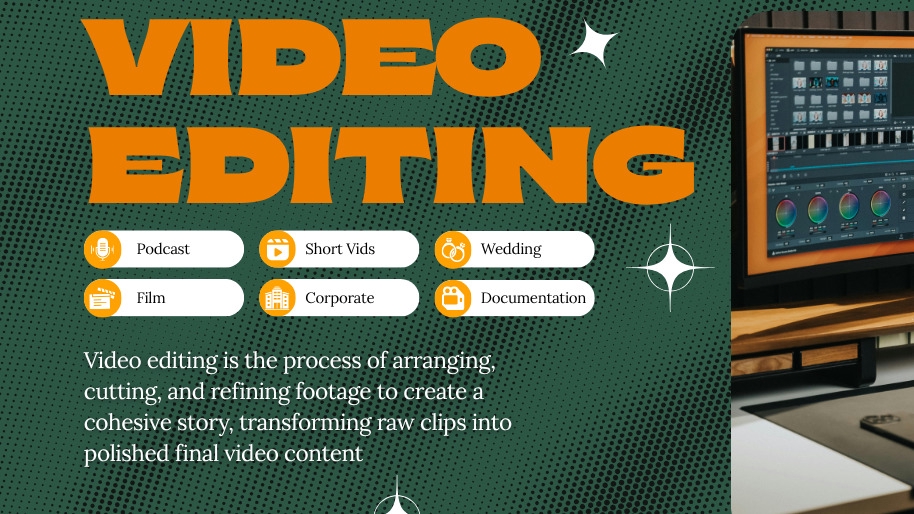 VIDEO
EDITING
Podcast
Short Vids
Wedding
Film
Corporate
Documentation
Video editing is the process of arranging,
cutting, and refining footage to create a
cohesive story, transforming raw clips into
polished final video content